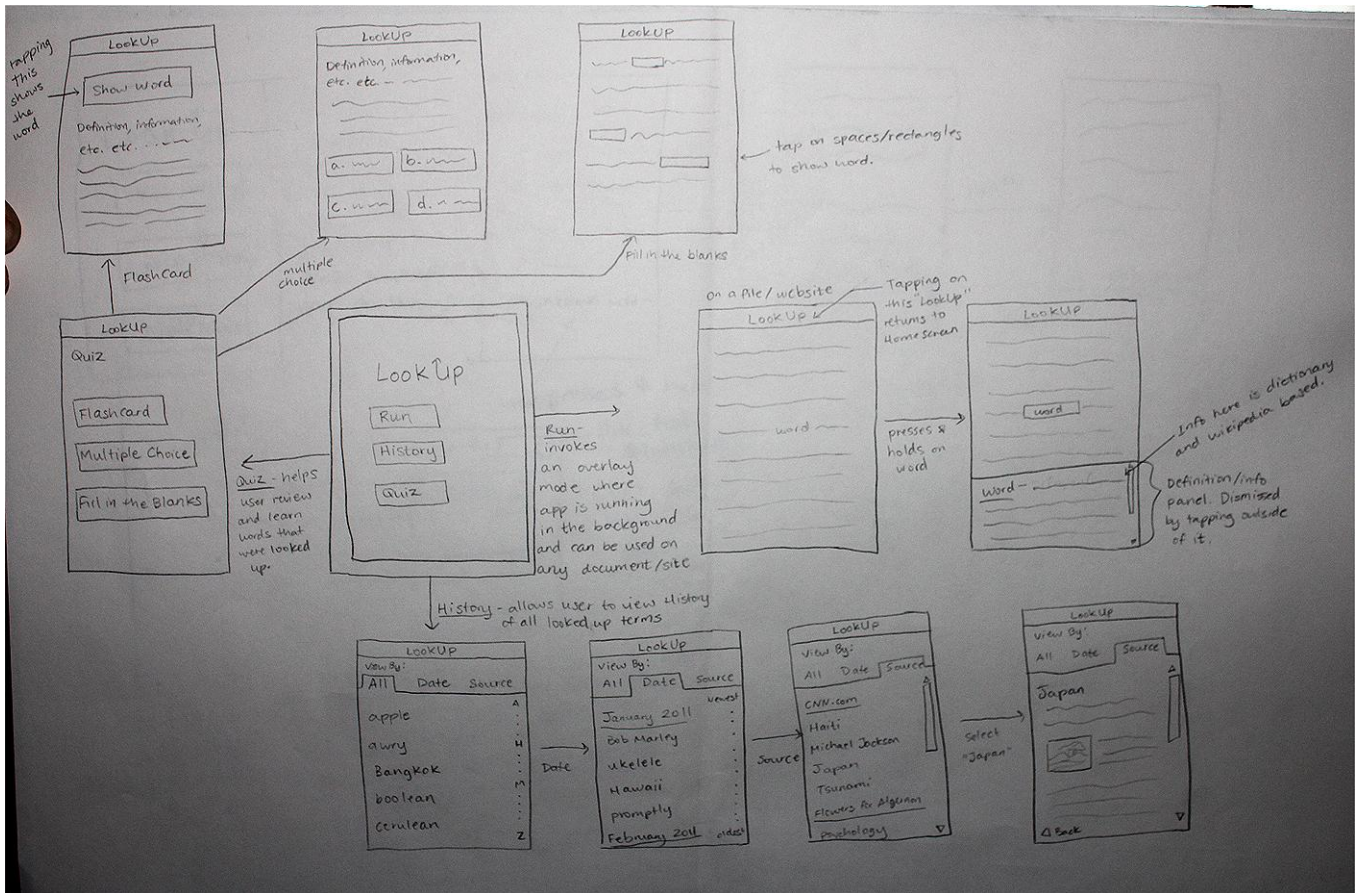 tapping
this
shows
the
word
LookUp
Show Word
Definition, information,
etc. etc. . . .
LookUp
Definition, information,
etc. etc. -
a.
b.
c.
d.
LookUp
tap on spaces/rectangles
to show word.
FlashCard
multiple
choice
Fill in the blanks
LookUp
Quiz
Flashcard
Multiple Choice
Fill in the Blanks
Quiz - helps
user review
and learn
words that
were looked
up.
LookUp
Run
History
Quiz
Run-
invokes
an overlay
mode where
app is running
in the background
and can be used on
any document/site
on a file/website
LookUp
word
Tapping on
this "LookUp"
returns to
Homescreen
presses &
holds on
word
LookUp
word
word -
Info here is dictionary
and wikipedia based.
Definition/info
panel. Dismissed
by tapping outside
of it.
History - allows user to view History
of all looked up terms
LookUp
View By:
All Date Source
apple
awry
Bangkok
boolean
cerulean
A
H
M
Z
Date
LookUp
View By:
All Date Source
newest
January 2011
Bob Marley
ukelele
Hawaii
promptly
February 2011
oldest
Source
LookUp
View By:
All Date Source
CNN.com
Haiti
Michael Jackson
Japan
Tsunami
Flowers for Algernon
psychology
Select
"Japan"
LookUp
View By:
All Date Source
Japan
Back